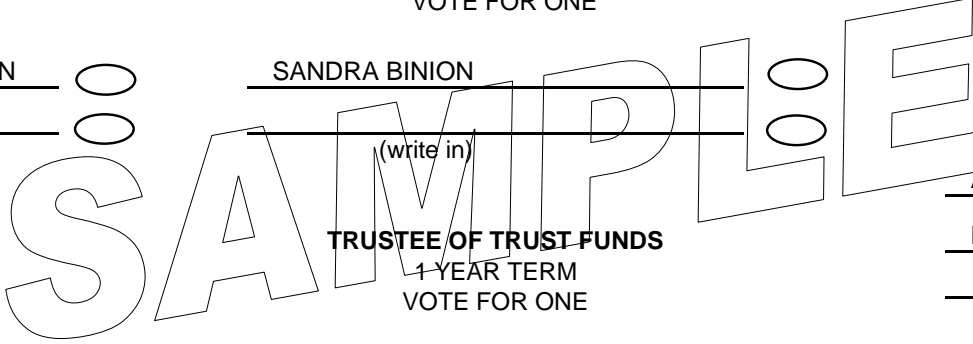 VOTE FOR ONE
N
SANDRA BINION
(write in)
SAMPLE
TRUSTEE OF TRUST FUNDS
1 YEAR TERM
VOTE FOR ONE